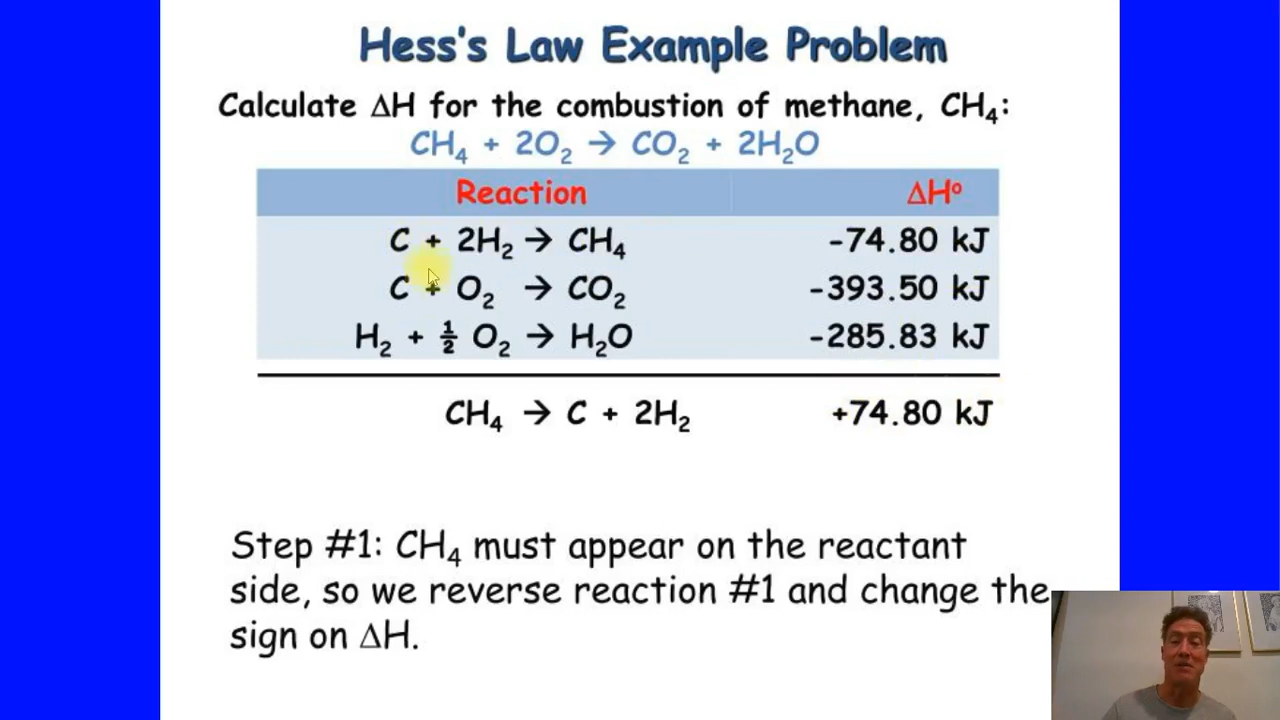 Hess's Law Example Problem
Calculate ΔH for the combustion of methane, CH₄:
CH₄ + 2O₂ → CO₂ + 2H₂O
Reaction ΔHᵒ
C + 2H₂ → CH₄ -74.80 kJ
C + O₂ → CO₂ -393.50 kJ
H₂ + ½ O₂ → H₂O -285.83 kJ
CH₄ → C + 2H₂ +74.80 kJ
Step #1: CH₄ must appear on the reactant
side, so we reverse reaction #1 and change the
sign on ΔH.